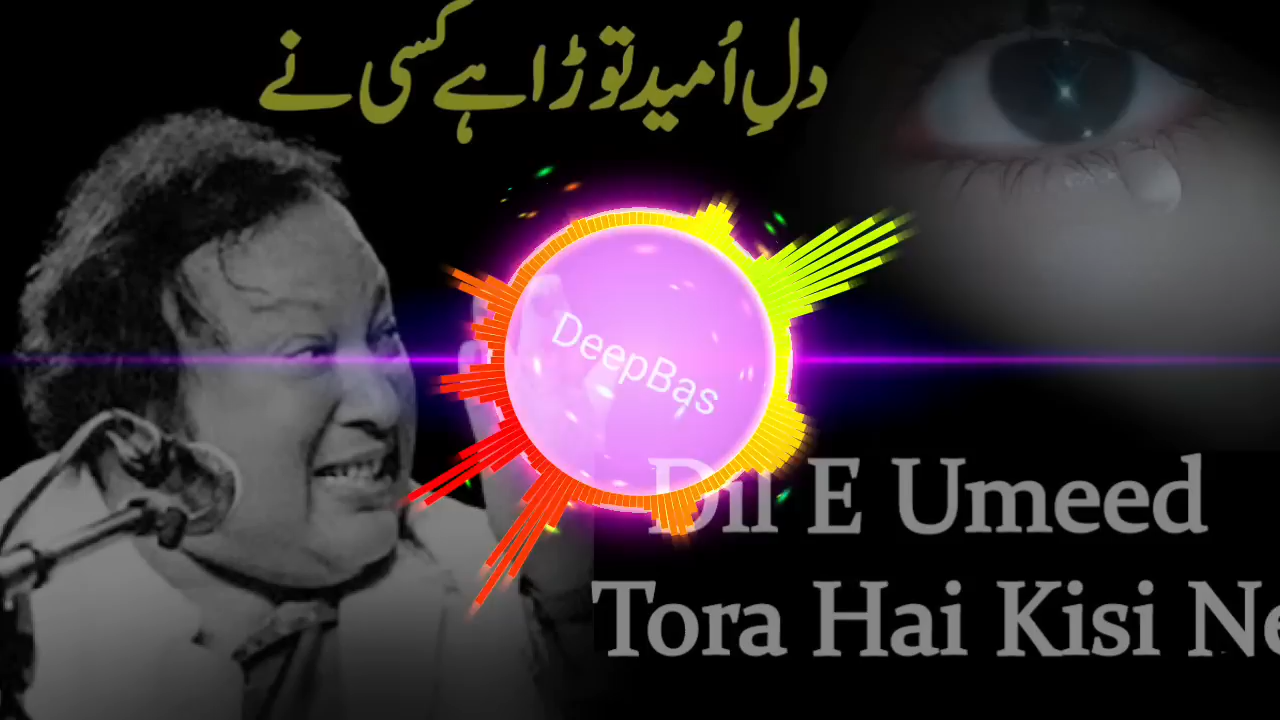 دلِ اُمید توڑا ہے کسی نے
DeepBas
Dil E Umeed
Tora Hai Kisi Ne